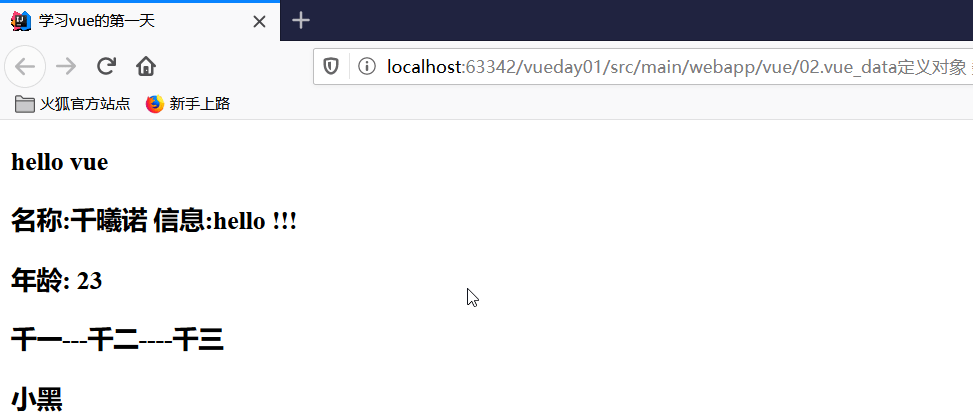 学习vue的第一天
localhost:63342/vueday01/src/main/webapp/vue/02.vue_data定义对象
火狐官方站点 新手上路
hello vue
名称:千曦诺 信息:hello !!!
年龄: 23
千一---千二----千三
小黑